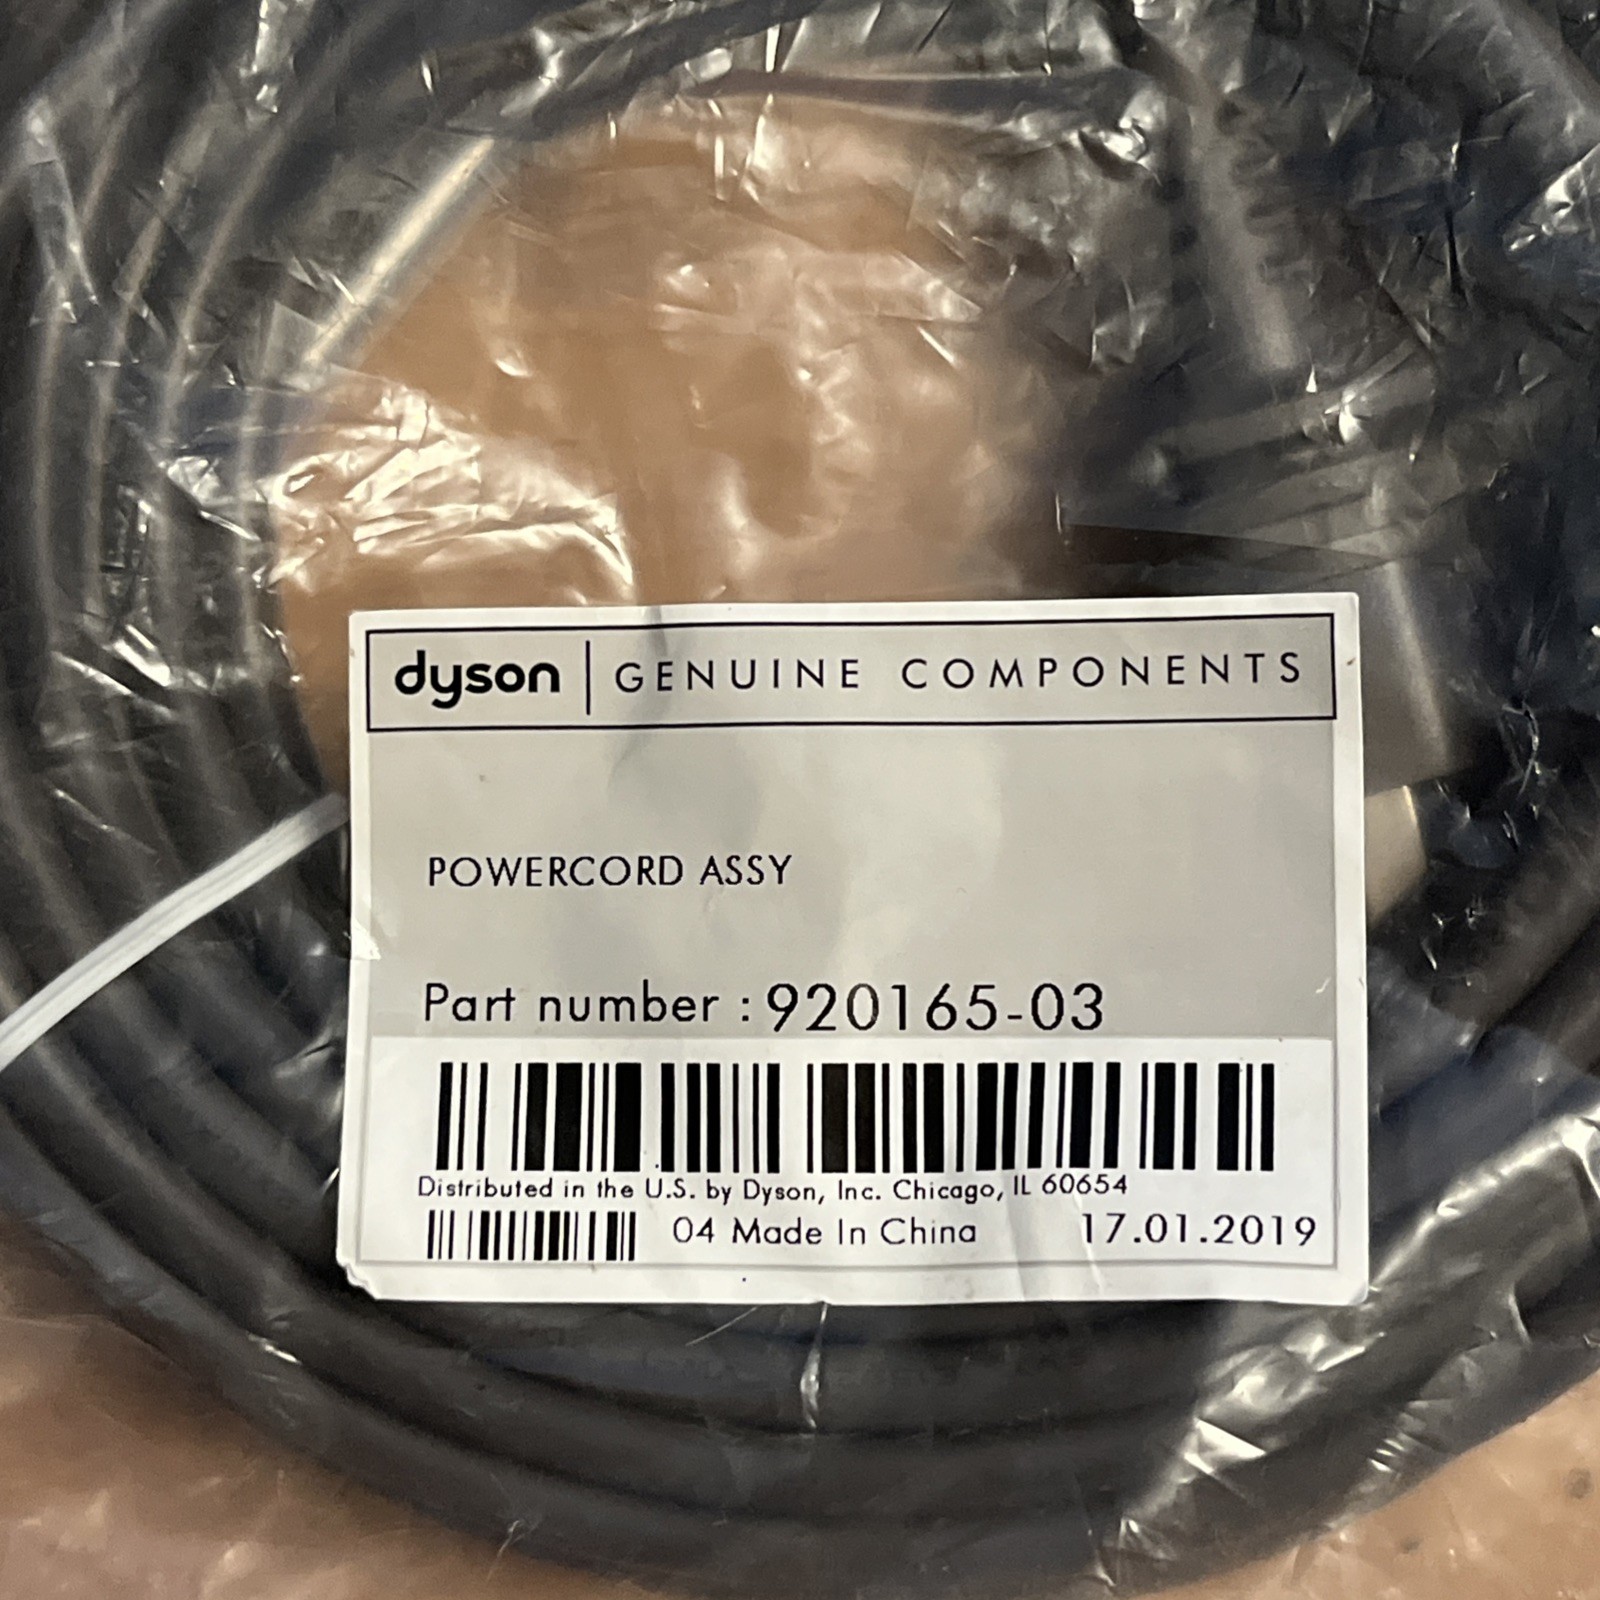 dyson | GENUINE COMPONENTS
POWERCORD ASSY
Part number : 920165-03
Distributed in the U.S. by Dyson, Inc. Chicago, IL 60654
04 Made In China 17.01.2019